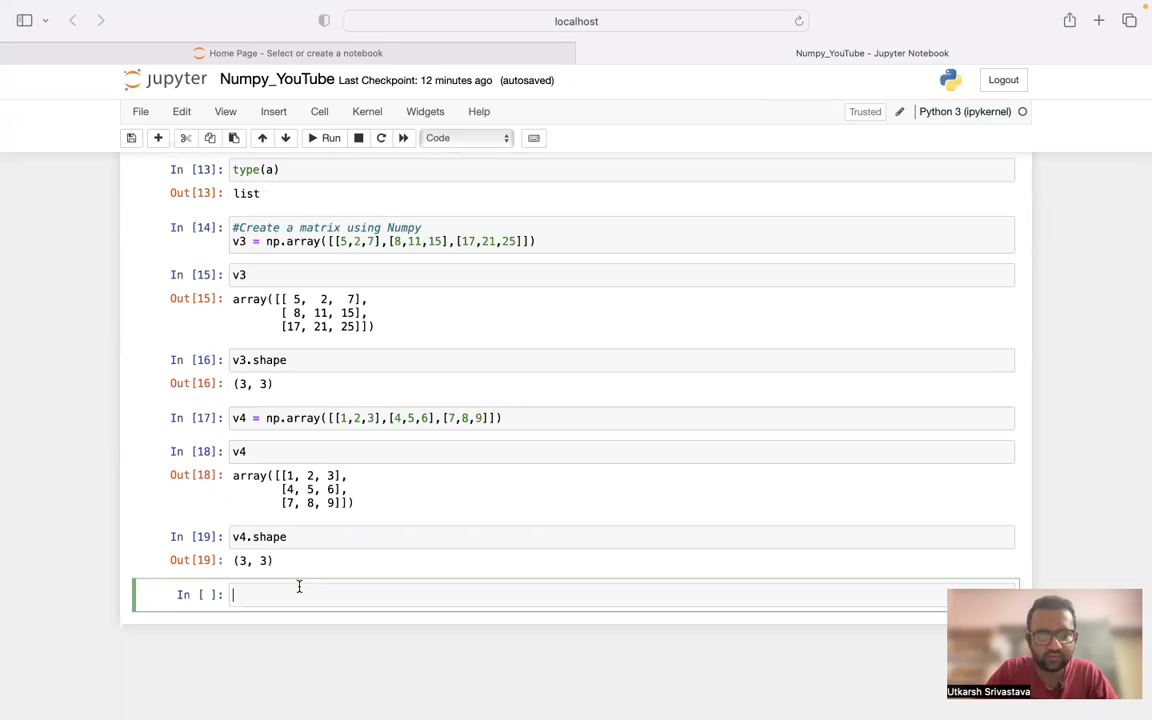 localhost
Home Page - Select or create a notebook
Numpy_YouTube - Jupyter Notebook
jupyter Numpy_YouTube Last Checkpoint: 12 minutes ago (autosaved)
Logout
File Edit View Insert Cell Kernel Widgets Help
Trusted Python 3 (ipykernel)
Run Code
In [13]: type(a)
Out[13]: list
In [14]: #Create a matrix using Numpy
v3 = np.array([[5,2,7],[8,11,15],[17,21,25]])
In [15]: v3
Out[15]: array([[ 5,  2,  7],
[ 8, 11, 15],
[17, 21, 25]])
In [16]: v3.shape
Out[16]: (3, 3)
In [17]: v4 = np.array([[1,2,3],[4,5,6],[7,8,9]])
In [18]: v4
Out[18]: array([[1, 2, 3],
[4, 5, 6],
[7, 8, 9]])
In [19]: v4.shape
Out[19]: (3, 3)
In [ ]:
Utkarsh Srivastava